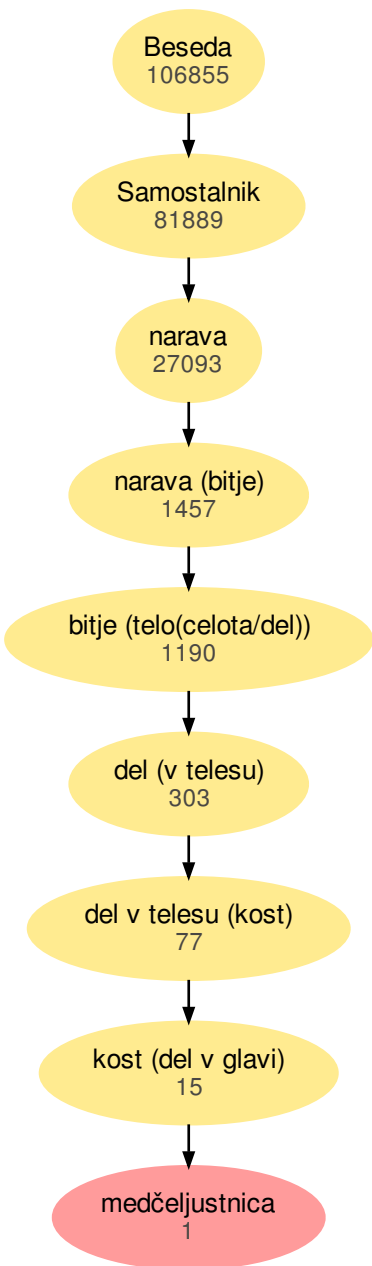 Beseda
106855
Samostalnik
81889
narava
27093
narava (bitje)
1457
bitje (telo(celota/del))
1190
del (v telesu)
303
del v telesu (kost)
77
kost (del v glavi)
15
medčeljustnica
1